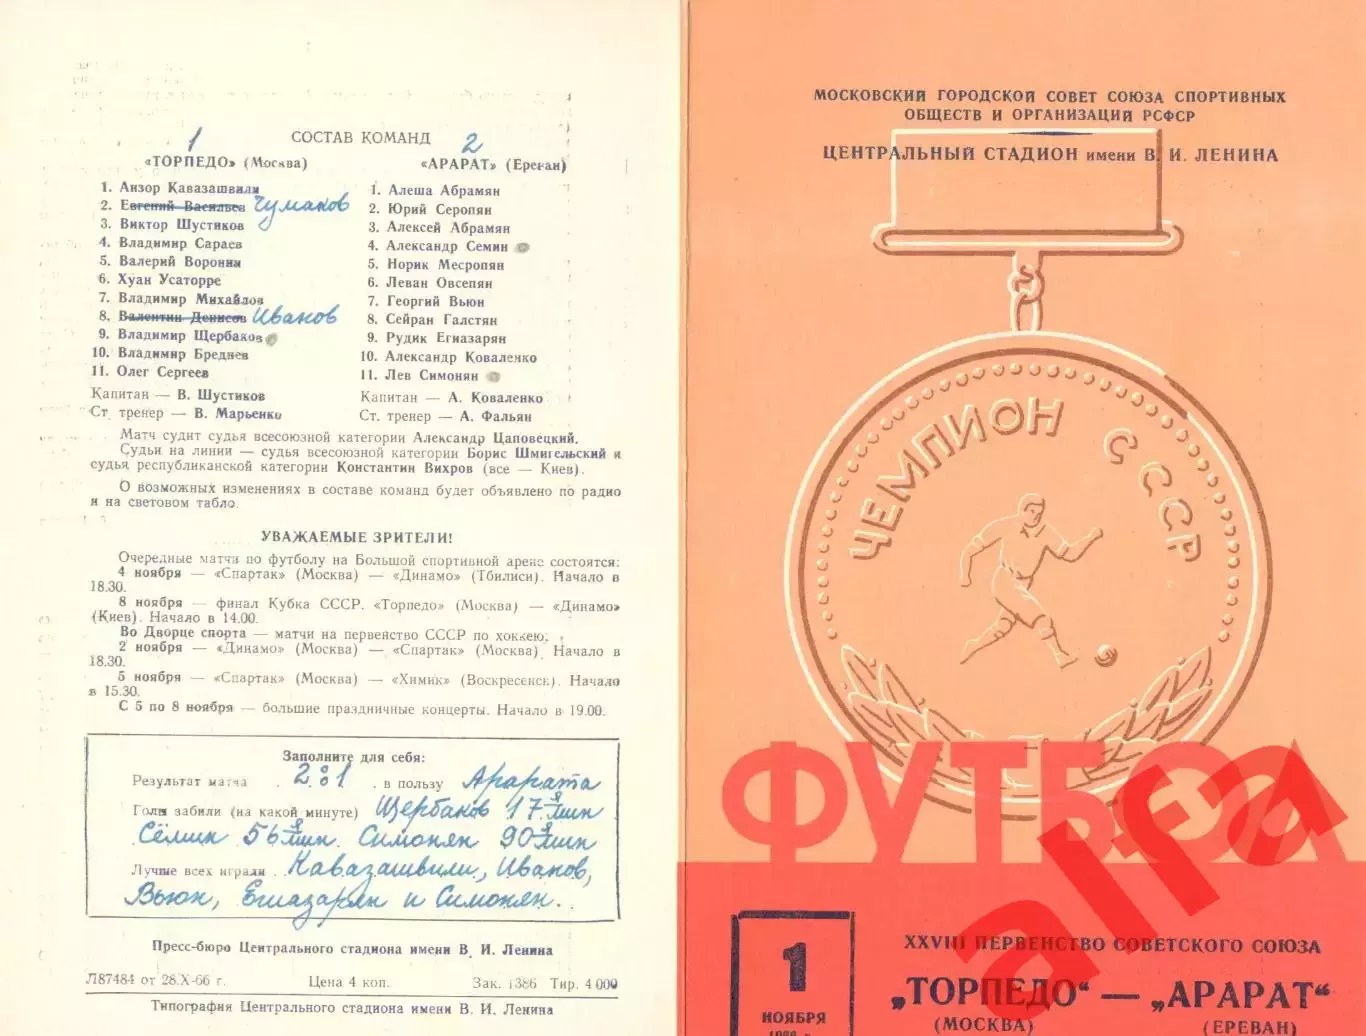 1 СОСТАВ КОМАНД 2
«ТОРПЕДО» (Москва)
1. Анзор Кавазашвили
2. Евгений Васильев Чумаков
3. Виктор Шустиков
4. Владимир Сараев
5. Валерий Воронин
6. Хуан Усаторре
7. Владимир Михайлов
8. Валентин Денисов Иванов
9. Владимир Щербаков
10. Владимир Бреднев
11. Олег Сергеев
Капитан — В. Шустиков
Ст. тренер — В. Марьенко
«АРАРАТ» (Ереван)
1. Алеша Абрамян
2. Юрий Серопян
3. Алексей Абрамян
4. Александр Семин
5. Норик Месропян
6. Леван Овсепян
7. Георгий Вьюн
8. Сейран Галстян
9. Рудик Егиазарян
10. Александр Коваленко
11. Лев Симонян
Капитан — А. Коваленко
Ст. тренер — А. Фальян
Матч судит судья всесоюзной категории Александр Цаповецкий.
Судьи на линии — судья всесоюзной категории Борис Шмигельский и
судья республиканской категории Константин Вихров (все — Киев).
О возможных изменениях в составе команд будет объявлено по радио
и на световом табло.
УВАЖАЕМЫЕ ЗРИТЕЛИ!
Очередные матчи по футболу на Большой спортивной арене состоятся:
4 ноября — «Спартак» (Москва) — «Динамо» (Тбилиси). Начало в
18.30.
8 ноября — финал Кубка СССР. «Торпедо» (Москва) — «Динамо»
(Киев). Начало в 14.00.
Во Дворце спорта — матчи на первенство СССР по хоккею:
2 ноября — «Динамо» (Москва) — «Спартак» (Москва). Начало в
18.30.
5 ноября — «Спартак» (Москва) — «Химик» (Воскресенск). Начало
в 15.30.
С 5 по 8 ноября — большие праздничные концерты. Начало в 19.00.
Заполните для себя:
Результат матча 2:1 в пользу Арарата
Голы забили (на какой минуте) Щербаков 17й мин
Сёмин 56й мин Симонян 90й мин
Лучшие всех играли Кавазашвили, Иванов,
Вьюн, Егиазарян и Симонян.
Пресс-бюро Центрального стадиона имени В. И. Ленина
Л87484 от 28.X-66 г. Цена 4 коп. Зак. 1386 Тир. 4 000
Типография Центрального стадиона имени В. И. Ленина
МОСКОВСКИЙ ГОРОДСКОЙ СОВЕТ СОЮЗА СПОРТИВНЫХ
ОБЩЕСТВ И ОРГАНИЗАЦИЙ РСФСР
ЦЕНТРАЛЬНЫЙ СТАДИОН имени В. И. ЛЕНИНА
ЧЕМПИОН СССР
ФУТБОЛ
1
НОЯБРЯ
1966 г.
XXVIII ПЕРВЕНСТВО СОВЕТСКОГО СОЮЗА
„ТОРПЕДО“ — „АРАРАТ“
(МОСКВА) (ЕРЕВАН)
alfa